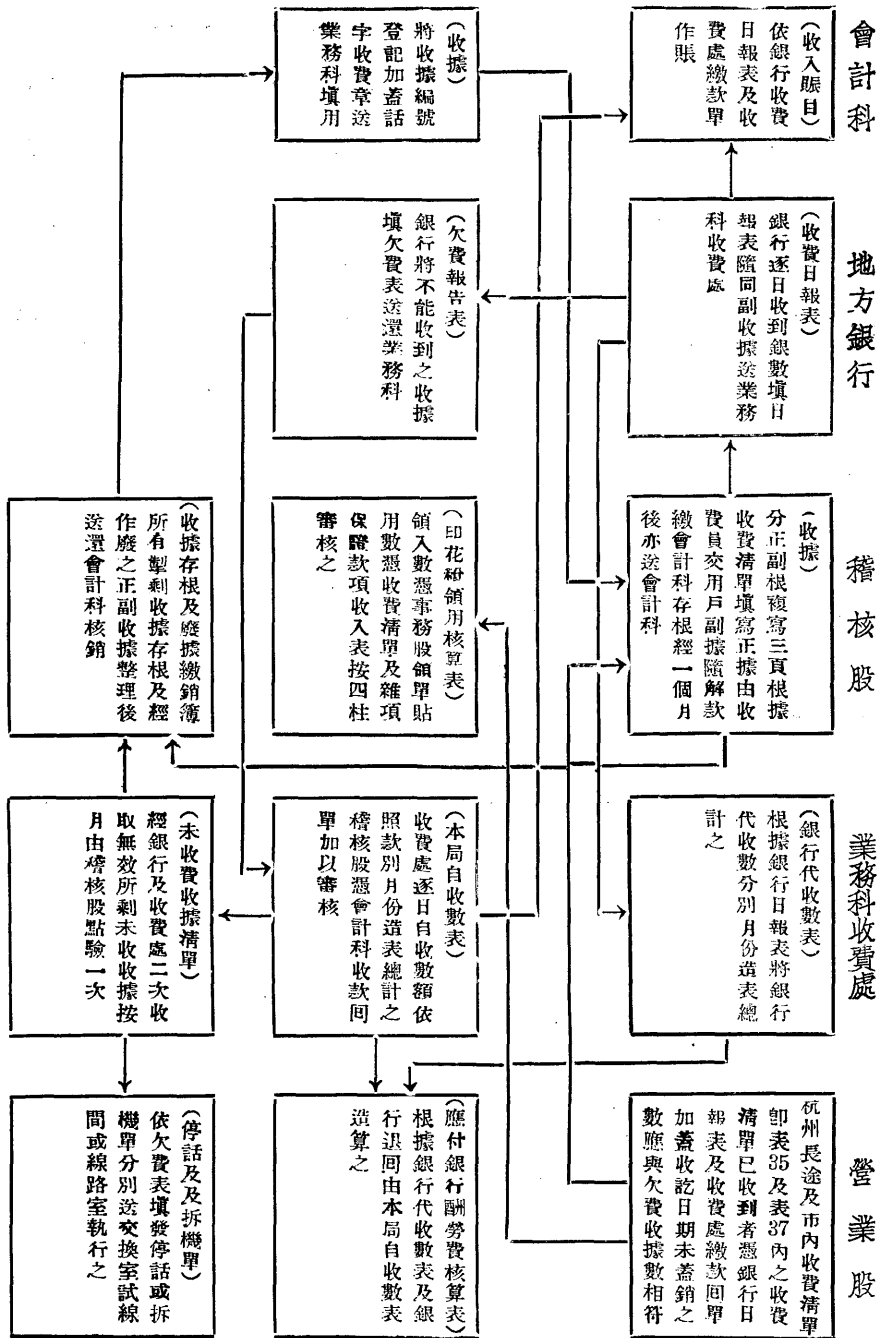 會計科
地方銀行
稽核股
業務科收費處
營業股
(收入賬目)
依銀行收費
日報表及收
費處繳款單
作賬
(收費日報表)
銀行逐日收到銀數填日
報表隨同副收據送業務
科收費處
(收據)
分正副根複寫三頁根據
收費清單填寫正據由收
費員交用戶副據隨解款
繳會計科存根經一個月
後亦送會計科
(銀行代收數表)
根據銀行日報表將銀行
代收數分別月份造表總
計之
杭州長途及市內收費清單
卽表35及表37內之收費
清單已收到者憑銀行日
報表及收費處繳款回單
加蓋收訖日期未蓋銷之
數應與欠費收據數相符
(收據)
將收據編號
登記加蓋話
字收費章送
業務科填用
(欠費報告表)
銀行將不能收到之收據
填欠費表送還業務科
(印花稅領用核算表)
領入數憑事務股領單貼
用數憑收費清單及雜項
保證款項收入表按四柱
審核之
(本局自收數表)
收費處逐日自收數額依
照款別月份造表總計之
稽核股憑會計科收款回
單加以審核
(應付銀行酬勞費核算表)
根據銀行代收數表及銀
行退回由本局自收數表
造算之
(收據存根及廢據繳銷簿
所有製剩收據存根及經
作廢之正副收據整理後
送還會計科核銷
(未收費收據清單)
經銀行及收費處二次收
取無效所剩未收收據按
月由稽核股點驗一次
(停話及及拆機單)
依欠費表填發停話或拆
機單分別送交換室試線
間或線路室執行之